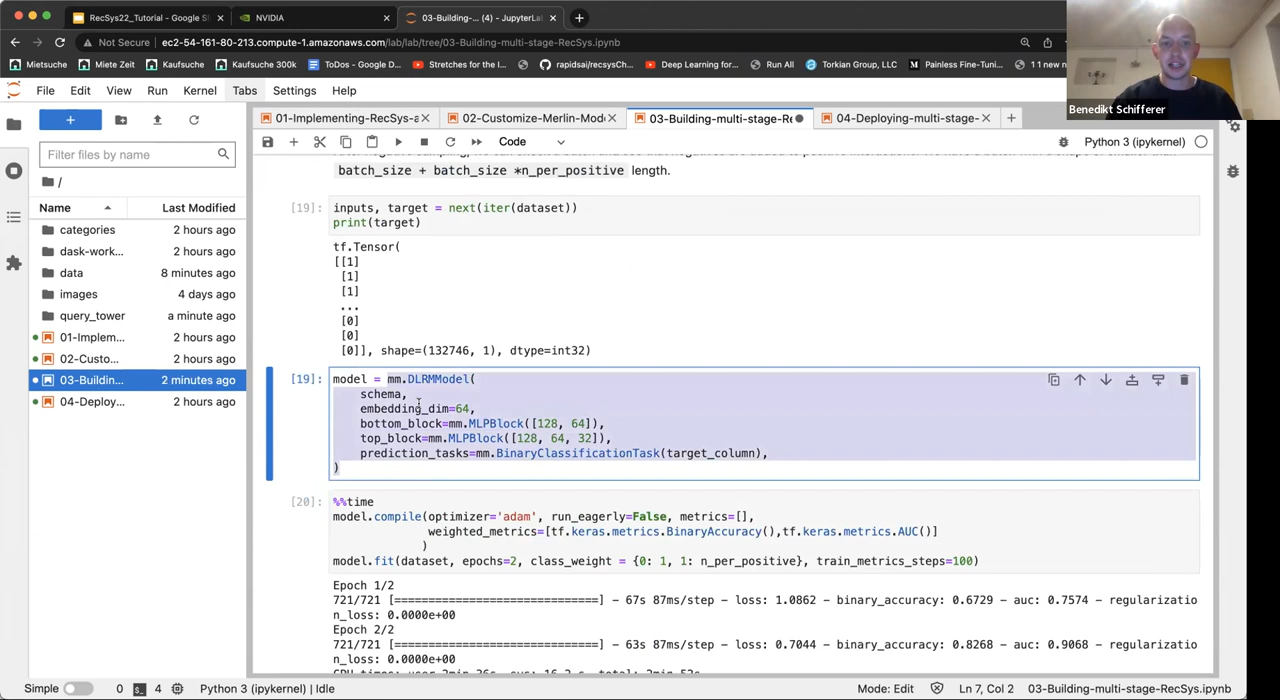 RecSys22_Tutorial - Google Sl
NVIDIA
03-Building-... (4) - JupyterLa
Not Secure
ec2-54-161-80-213.compute-1.amazonaws.com/lab/lab/tree/03-Building-multi-stage-RecSys.ipynb
Mietsuche
Miete Zeit
Kaufsuche
Kaufsuche 300k
ToDos - Google D...
Stretches for the l...
rapidsai/recsysCh...
Deep Learning for...
Run All
Torkian Group, LLC
Painless Fine-Tuni...
1 1 new n
Benedikt Schifferer
File Edit View Run Kernel Tabs Settings Help
01-Implementing-RecSys-a
02-Customize-Merlin-Mode
03-Building-multi-stage-Re
04-Deploying-multi-stage-
Code
Python 3 (ipykernel)
Filter files by name
/
Name
Last Modified
categories 2 hours ago
dask-work... 2 hours ago
data 8 minutes ago
images 4 days ago
query_tower a minute ago
01-Implem... 2 hours ago
02-Custo... 2 hours ago
03-Buildin... 2 minutes ago
04-Deploy... 2 hours ago
batch_size + batch_size *n_per_positive length.
[19]:
inputs, target = next(iter(dataset))
print(target)
tf.Tensor(
[[1]
[1]
[1]
...
[0]
[0]
[0]], shape=(132746, 1), dtype=int32)
[19]:
model = mm.DLRMModel(
schema,
embedding_dim=64,
bottom_block=mm.MLPBlock([128, 64]),
top_block=mm.MLPBlock([128, 64, 32]),
prediction_tasks=mm.BinaryClassificationTask(target_column),
)
[20]:
%%time
model.compile(optimizer='adam', run_eagerly=False, metrics=[],
weighted_metrics=[tf.keras.metrics.BinaryAccuracy(),tf.keras.metrics.AUC()]
)
model.fit(dataset, epochs=2, class_weight = {0: 1, 1: n_per_positive}, train_metrics_steps=100)
Epoch 1/2
721/721 [==============================] - 67s 87ms/step - loss: 1.0862 - binary_accuracy: 0.6729 - auc: 0.7574 - regularizatio
n_loss: 0.0000e+00
Epoch 2/2
721/721 [==============================] - 63s 87ms/step - loss: 0.7044 - binary_accuracy: 0.8268 - auc: 0.9068 - regularizatio
n_loss: 0.0000e+00
Simple
0
4
Python 3 (ipykernel) | Idle
Mode: Edit
Ln 7, Col 2
03-Building-multi-stage-RecSys.ipynb